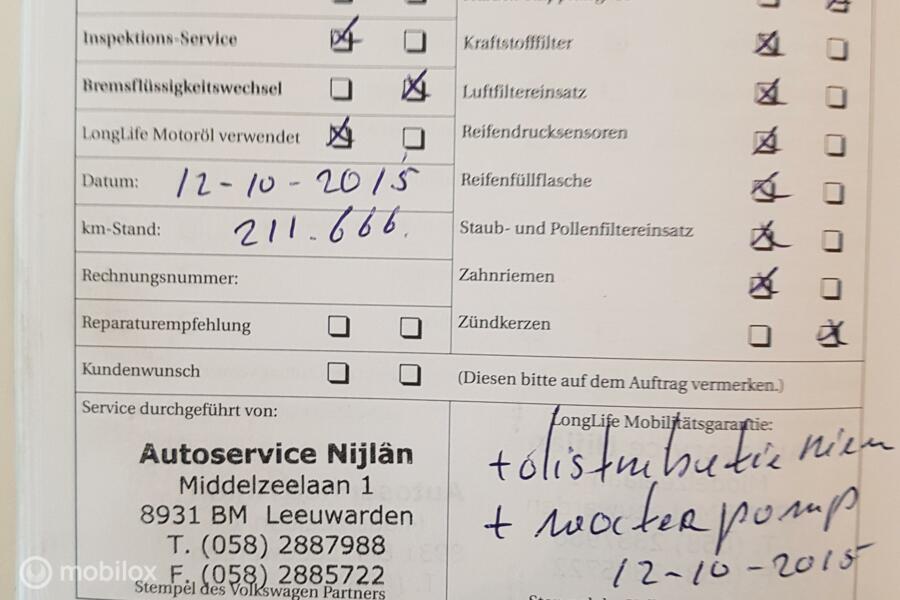 Inspektions-Service
Bremsflüssigkeitswechsel
LongLife Motoröl verwendet
Datum: 12-10-2015
km-Stand: 211.666.
Rechnungsnummer:
Reparaturempfehlung
Kundenwunsch
Kraftstofffilter
Luftfiltereinsatz
Reifendrucksensoren
Reifenfüllflasche
Staub- und Pollenfiltereinsatz
Zahnriemen
Zündkerzen
(Diesen bitte auf dem Auftrag vermerken.)
Service durchgeführt von:
Autoservice Nijlân
Middelzeelaan 1
8931 BM Leeuwarden
T. (058) 2887988
F. (058) 2885722
Stempel des Volkswagen Partners
LongLife Mobilitätsgarantie:
+ distributie riem
+ waterpomp
12-10-2015
mobilox